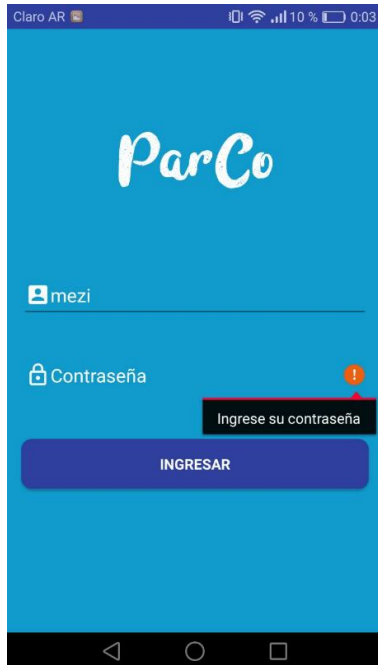 Claro AR 10 % 0:03
ParCo
mezi
Contraseña
Ingrese su contraseña
INGRESAR